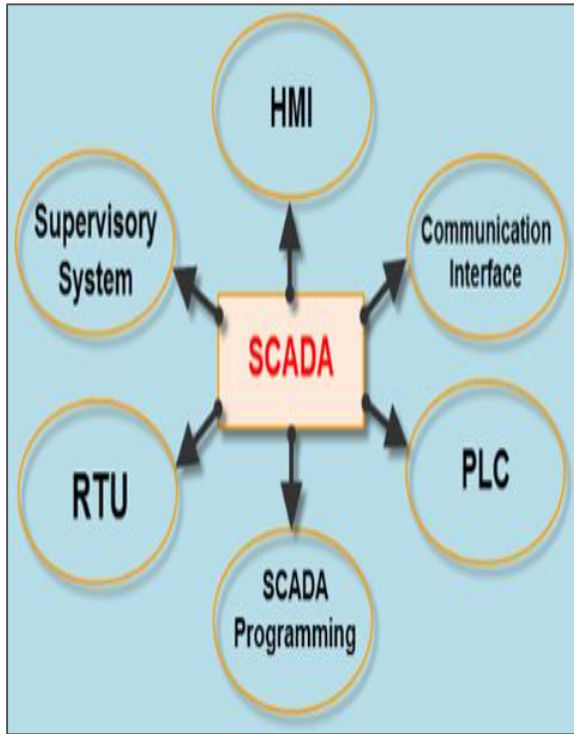 HMI
Supervisory
System
Communication
Interface
SCADA
RTU
PLC
SCADA
Programming